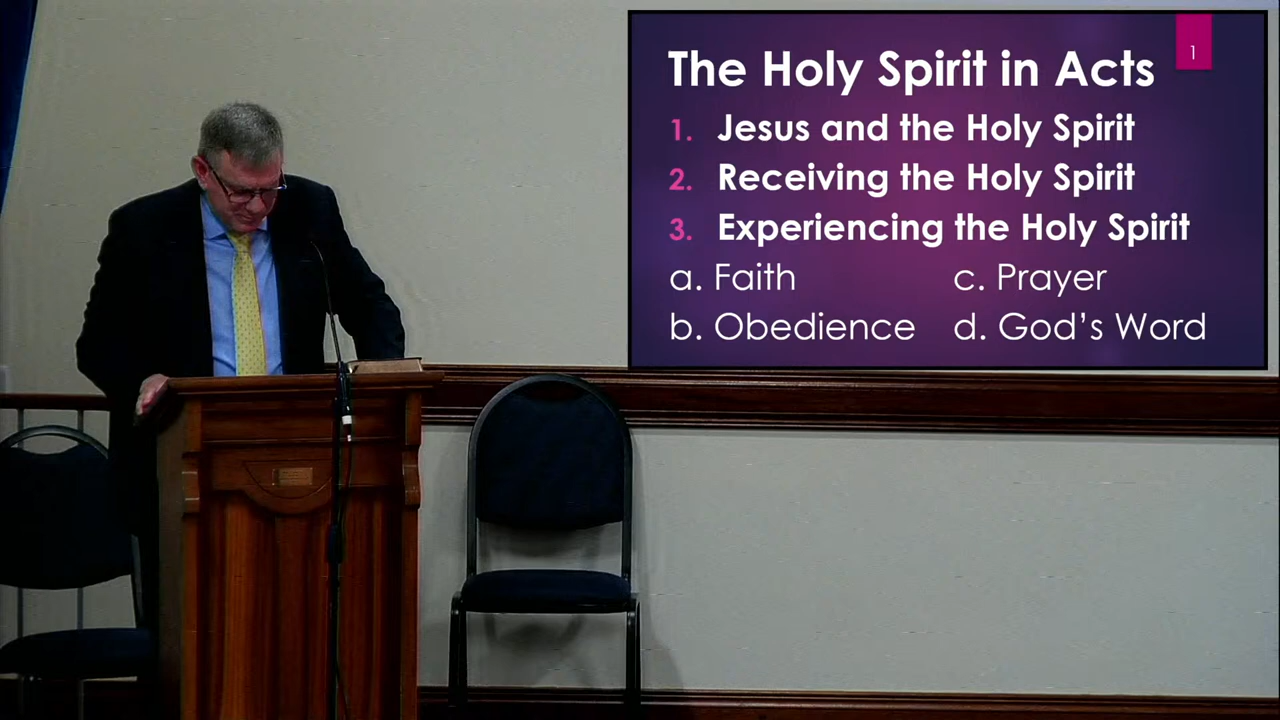 The Holy Spirit in Acts
1
1. Jesus and the Holy Spirit
2. Receiving the Holy Spirit
3. Experiencing the Holy Spirit
a. Faith c. Prayer
b. Obedience d. God's Word